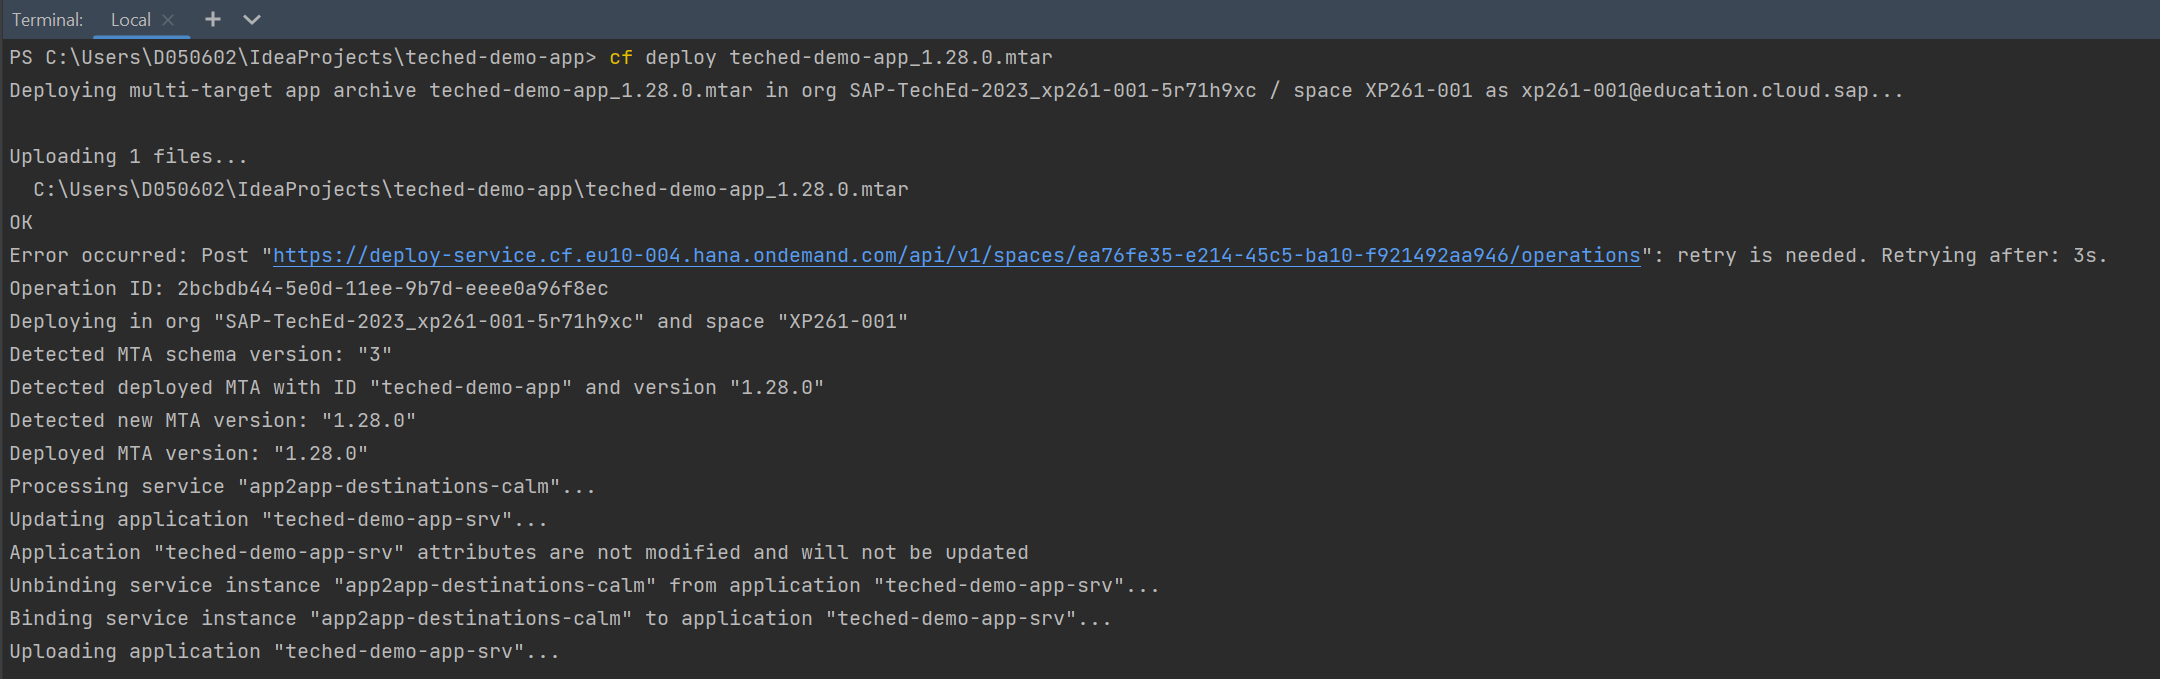 Terminal: Local × + 
PS C:\Users\D050602\IdeaProjects\teched-demo-app> cf deploy teched-demo-app_1.28.0.mtar
Deploying multi-target app archive teched-demo-app_1.28.0.mtar in org SAP-TechEd-2023_xp261-001-5r71h9xc / space XP261-001 as xp261-001@education.cloud.sap...
Uploading 1 files...
C:\Users\D050602\IdeaProjects\teched-demo-app\teched-demo-app_1.28.0.mtar
OK
Error occurred: Post "https://deploy-service.cf.eu10-004.hana.ondemand.com/api/v1/spaces/ea76fe35-e214-45c5-ba10-f921492aa946/operations": retry is needed. Retrying after: 3s.
Operation ID: 2bcbdb44-5e0d-11ee-9b7d-eeee0a96f8ec
Deploying in org "SAP-TechEd-2023_xp261-001-5r71h9xc" and space "XP261-001"
Detected MTA schema version: "3"
Detected deployed MTA with ID "teched-demo-app" and version "1.28.0"
Detected new MTA version: "1.28.0"
Deployed MTA version: "1.28.0"
Processing service "app2app-destinations-calm"...
Updating application "teched-demo-app-srv"...
Application "teched-demo-app-srv" attributes are not modified and will not be updated
Unbinding service instance "app2app-destinations-calm" from application "teched-demo-app-srv"...
Binding service instance "app2app-destinations-calm" to application "teched-demo-app-srv"...
Uploading application "teched-demo-app-srv"...